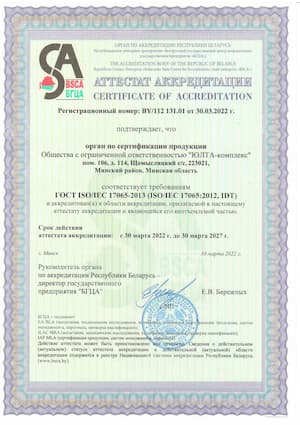 ОРГАН ПО АККРЕДИТАЦИИ РЕСПУБЛИКИ БЕЛАРУСЬ
THE ACCREDITATION BODY OF THE REPUBLIC OF BELARUS
BSCA
БГЦА
АТТЕСТАТ АККРЕДИТАЦИИ
CERTIFICATE OF ACCREDITATION
Регистрационный номер: BY/112 131.01 от 30.03.2022 г.
подтверждает, что
орган по сертификации продукции
Общества с ограниченной ответственностью "ЮЛТА-комплекс"
пом. 106, д. 114, Щомыслицкий с/с, 223021,
Минский район, Минская область
соответствует требованиям
ГОСТ ISO/IEC 17065-2013 (ISO/IEC 17065:2012, IDT)
и аккредитован(а) в области аккредитации, прилагаемой к настоящему
аттестату аккредитации и являющейся его неотъемлемой частью.
Срок действия
аттестата аккредитации: с 30 марта 2022 г. до 30 марта 2027 г.
г. Минск
30 марта 2022 г.
Руководитель органа
по аккредитации Республики Беларусь -
директор государственного
предприятия "БГЦА"
Е.В. Бережных